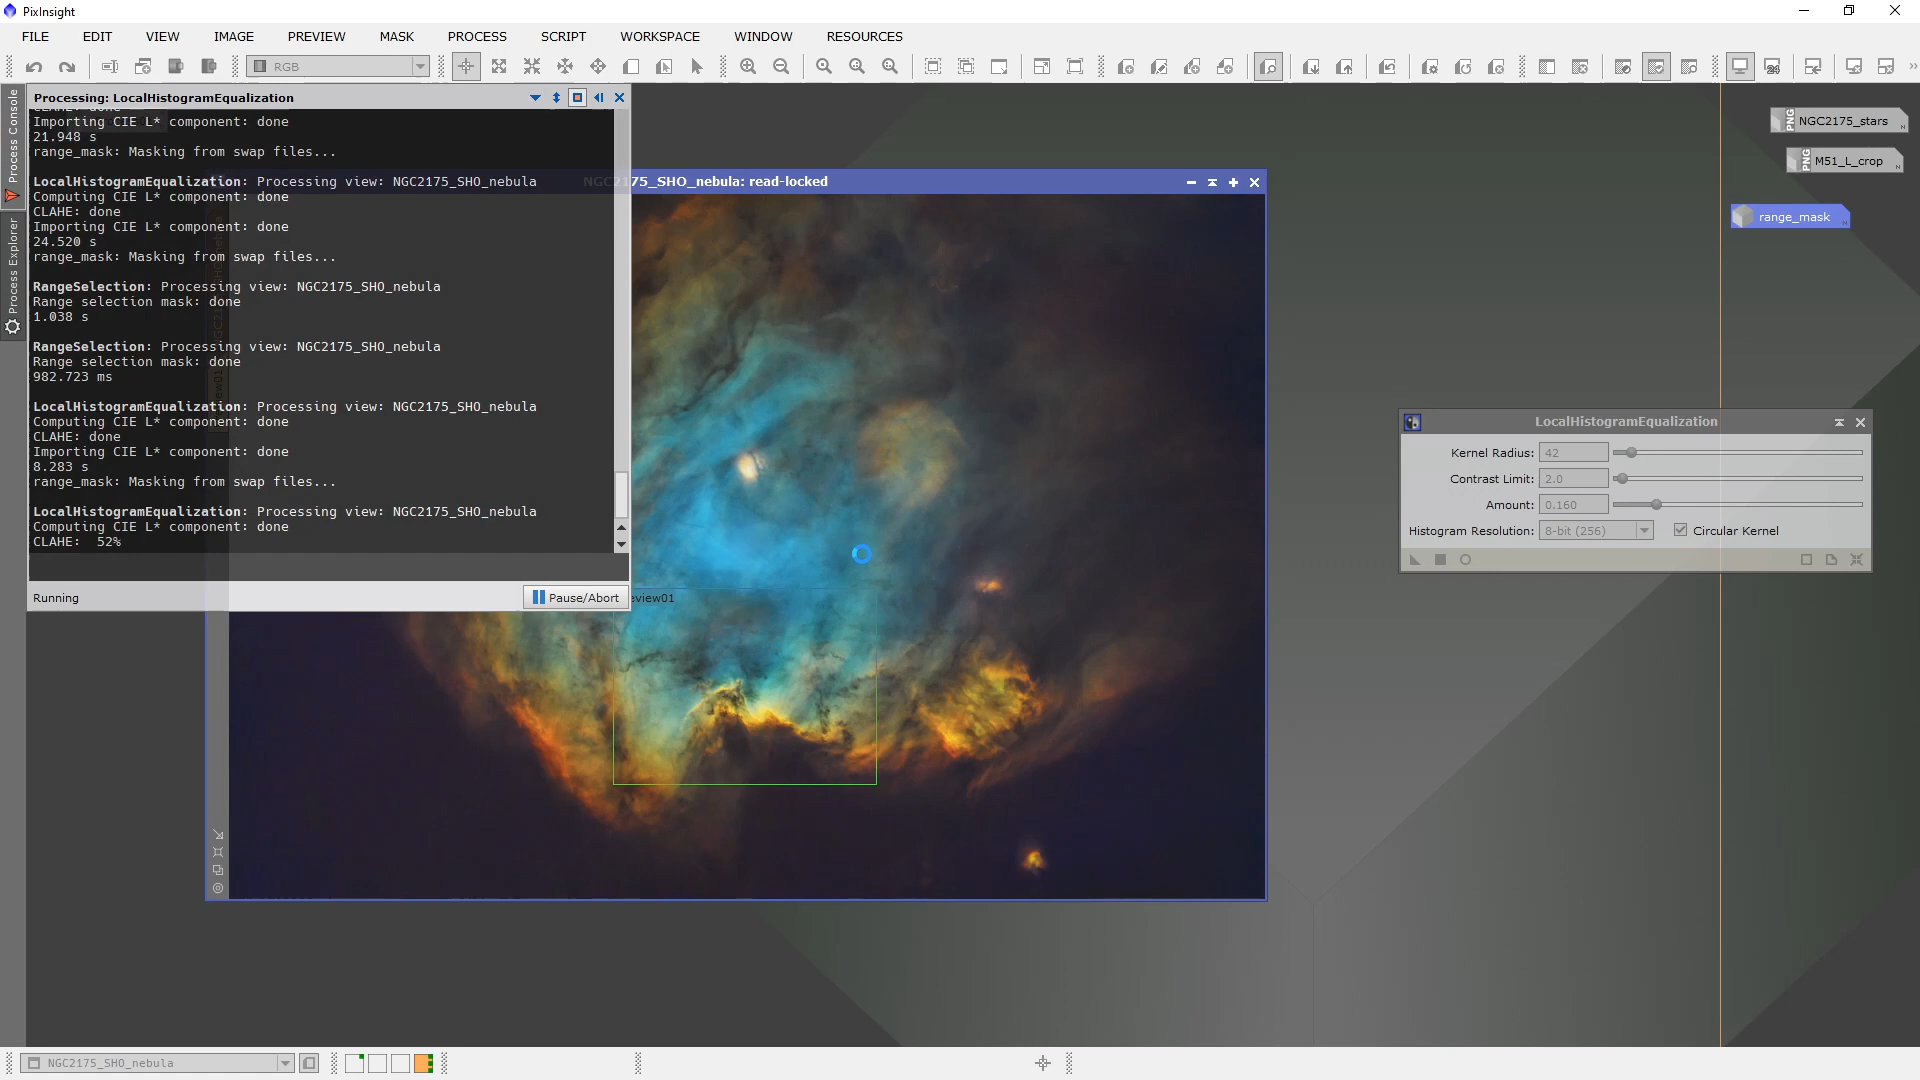 PixInsight
FILE EDIT VIEW IMAGE PREVIEW MASK PROCESS SCRIPT WORKSPACE WINDOW RESOURCES
RGB
Process Console
Process Explorer
Processing: LocalHistogramEqualization
CLAHE: done
Importing CIE L* component: done
21.948 s
range_mask: Masking from swap files...
LocalHistogramEqualization: Processing view: NGC2175_SHO_nebula
Computing CIE L* component: done
CLAHE: done
Importing CIE L* component: done
24.520 s
range_mask: Masking from swap files...
RangeSelection: Processing view: NGC2175_SHO_nebula
Range selection mask: done
1.038 s
RangeSelection: Processing view: NGC2175_SHO_nebula
Range selection mask: done
982.723 ms
LocalHistogramEqualization: Processing view: NGC2175_SHO_nebula
Computing CIE L* component: done
CLAHE: done
Importing CIE L* component: done
8.283 s
range_mask: Masking from swap files...
LocalHistogramEqualization: Processing view: NGC2175_SHO_nebula
Computing CIE L* component: done
CLAHE: 52%
Running
Pause/Abort
NGC2175_SHO_nebula: read-locked
eview01
PNG NGC2175_stars
PNG M51_L_crop
range_mask
LocalHistogramEqualization
Kernel Radius: 42
Contrast Limit: 2.0
Amount: 0.160
Histogram Resolution: 8-bit (256) Circular Kernel
NGC2175_SHO_nebula